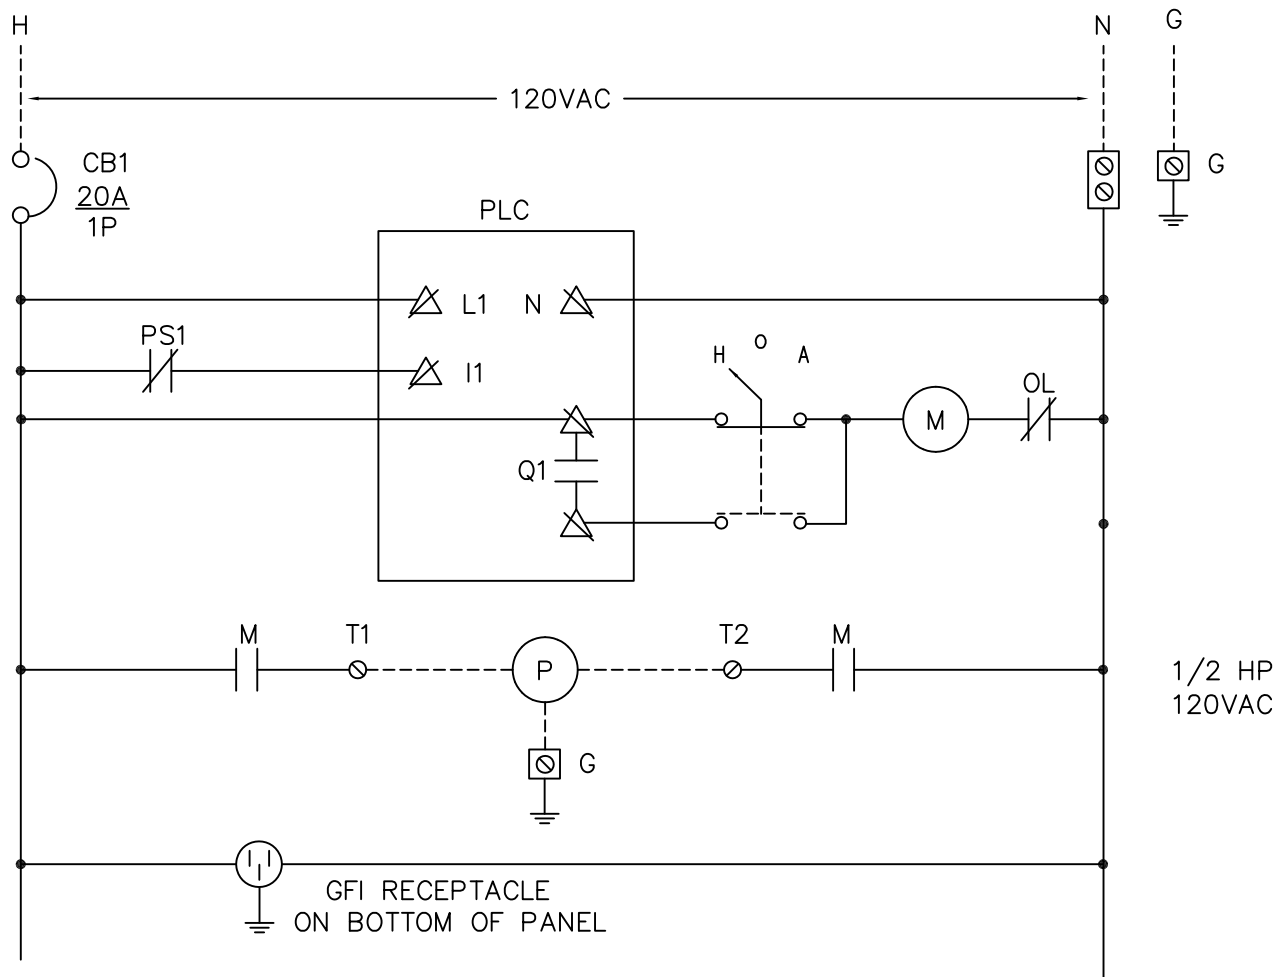 H
N
G
120VAC
CB1
20A
1P
G
PLC
L1
N
PS1
I1
H
O
A
OL
M
Q1
M
T1
T2
M
P
1/2 HP
120VAC
G
GFI RECEPTACLE
ON BOTTOM OF PANEL